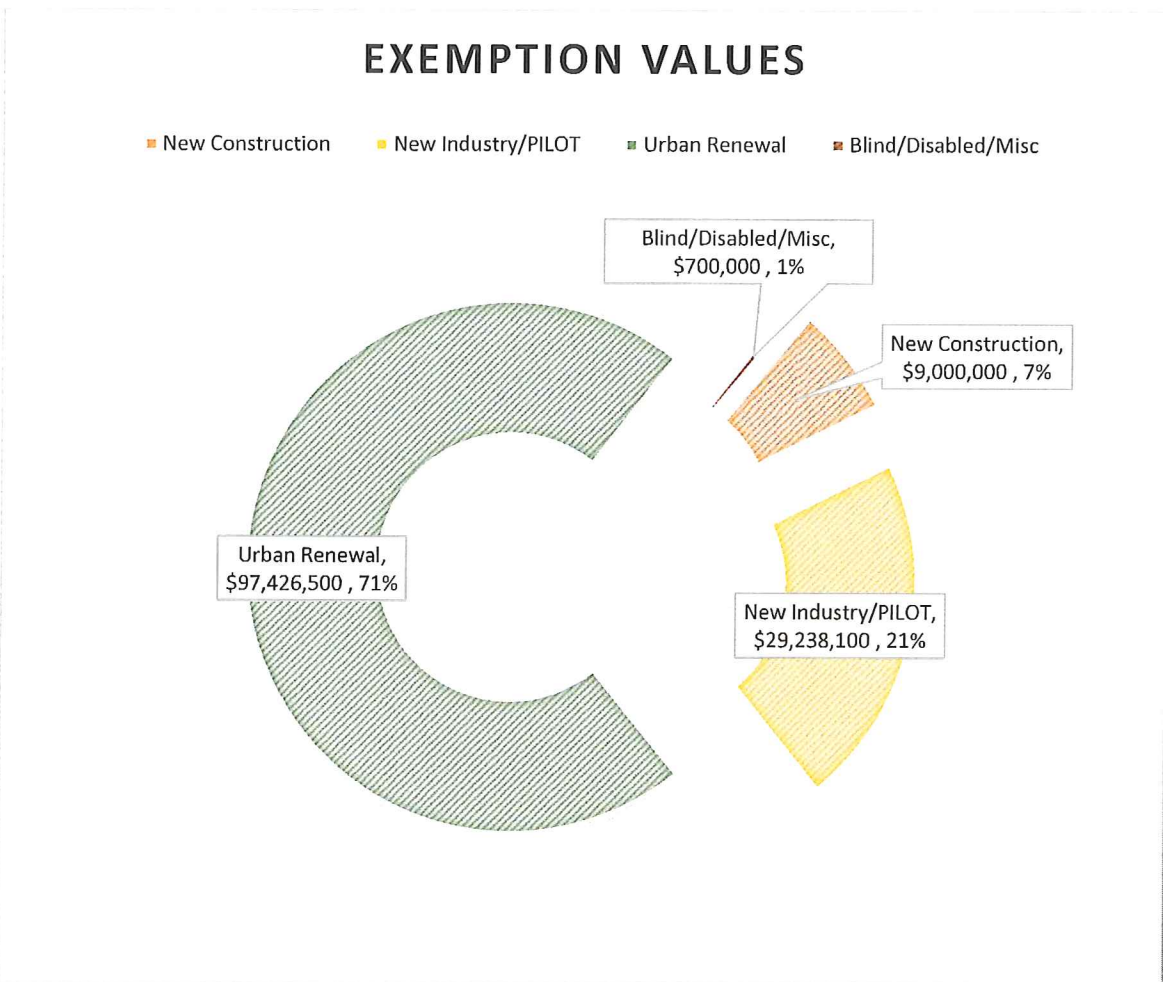 EXEMPTION VALUES
New Construction New Industry/PILOT Urban Renewal Blind/Disabled/Misc
Blind/Disabled/Misc,
$700,000 , 1%
New Construction,
$9,000,000 , 7%
Urban Renewal,
$97,426,500 , 71%
New Industry/PILOT,
$29,238,100 , 21%